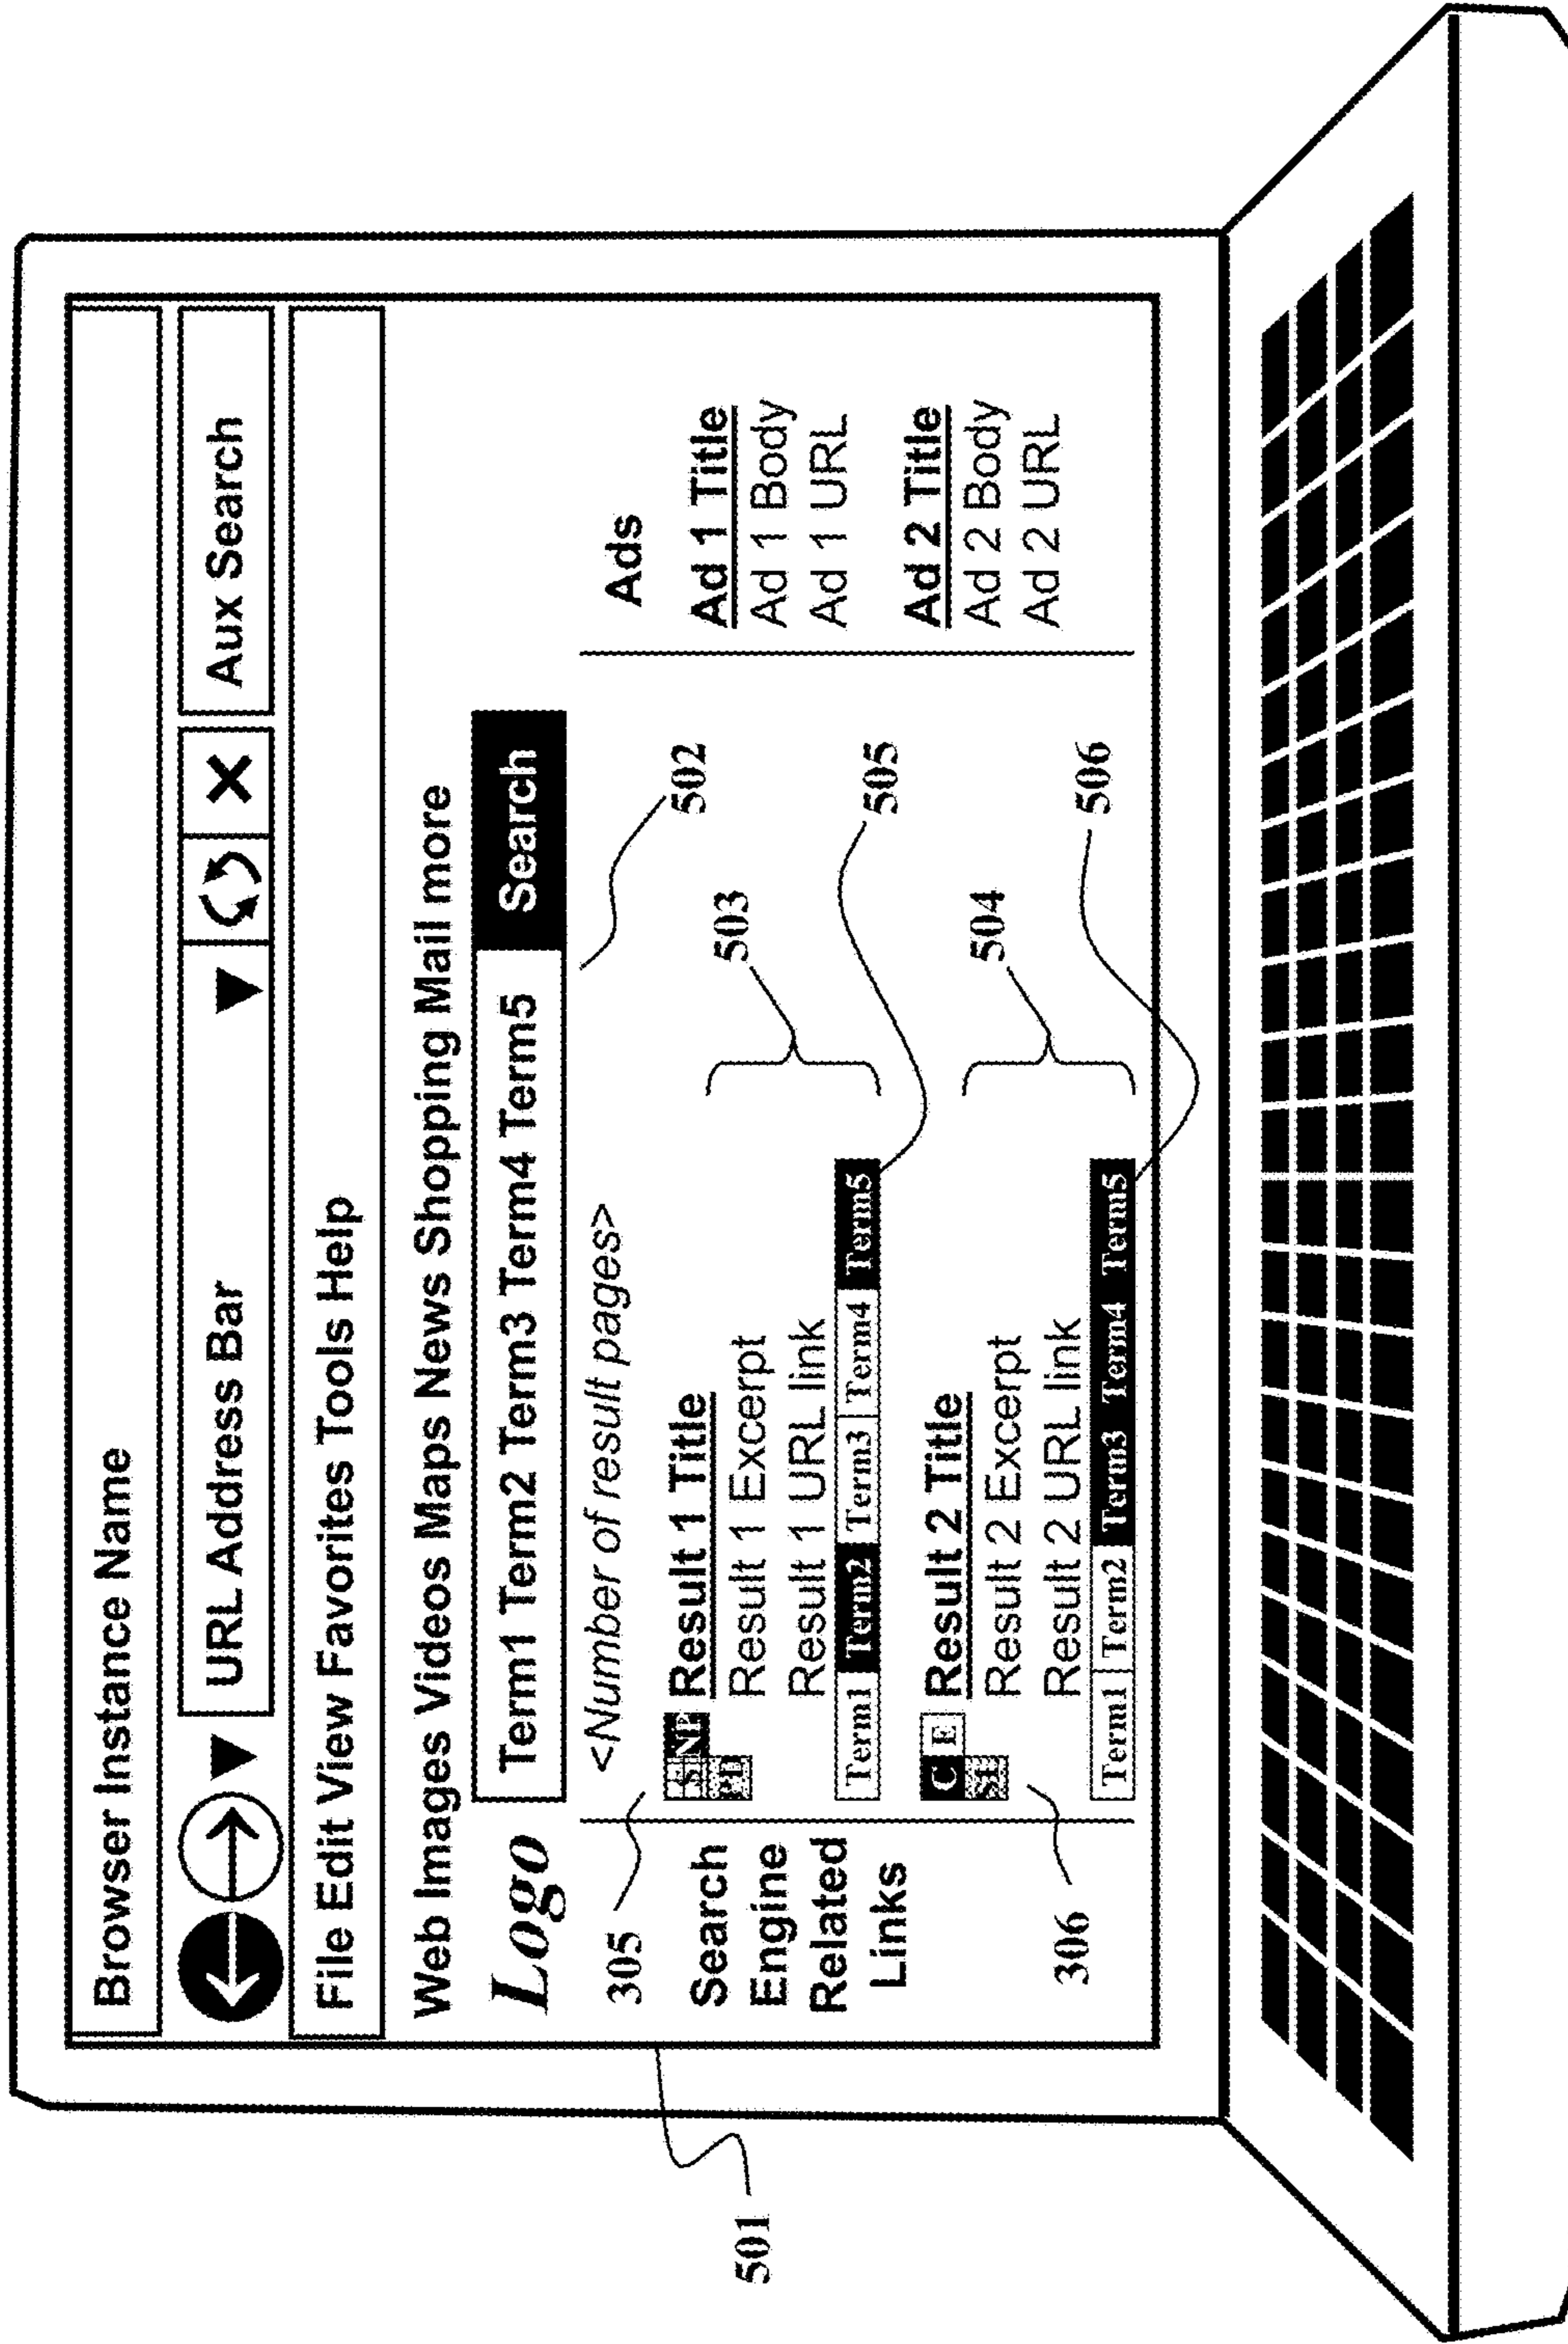 Browser Instance Name
URL Address Bar Aux Search
File Edit View Favorites Tools Help
Web Images Videos Maps News Shopping Mail more
Logo Term1 Term2 Term3 Term4 Term5 Search
<Number of result pages>
305
502
Ads
Search
Engine
Related
Links
SI NP Result 1 Title
Result 1 Excerpt
Result 1 URL link
Term1 Term2 Term3 Term4 Term5
503
505
Ad 1 Title
Ad 1 Body
Ad 1 URL
306
C E Result 2 Title
SI Result 2 Excerpt
Result 2 URL link
Term1 Term2 Term3 Term4 Term5
504
506
Ad 2 Title
Ad 2 Body
Ad 2 URL
501